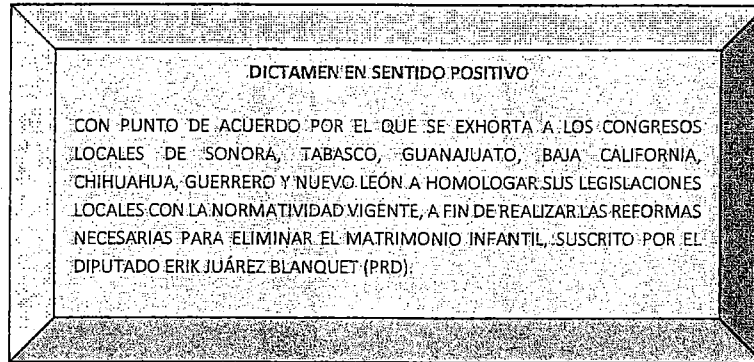 DICTAMEN EN SENTIDO POSITIVO
CON PUNTO DE ACUERDO POR EL QUE SE EXHORTA A LOS CONGRESOS
LOCALES DE SONORA, TABASCO, GUANAJUATO, BAJA CALIFORNIA,
CHIHUAHUA, GUERRERO Y NUEVO LEÓN A HOMOLOGAR SUS LEGISLACIONES
LOCALES CON LA NORMATIVIDAD VIGENTE, A FIN DE REALIZAR LAS REFORMAS
NECESARIAS PARA ELIMINAR EL MATRIMONIO INFANTIL, SUSCRITO POR EL
DIPUTADO ERIK JUÁREZ BLANQUET (PRD).